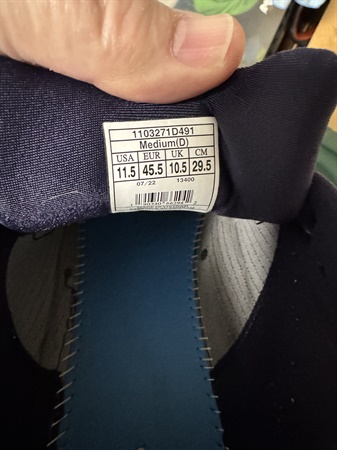 1103271D491
Medium(D)
USA EUR UK CM
11.5 45.5 10.5 29.5
07/22 13400